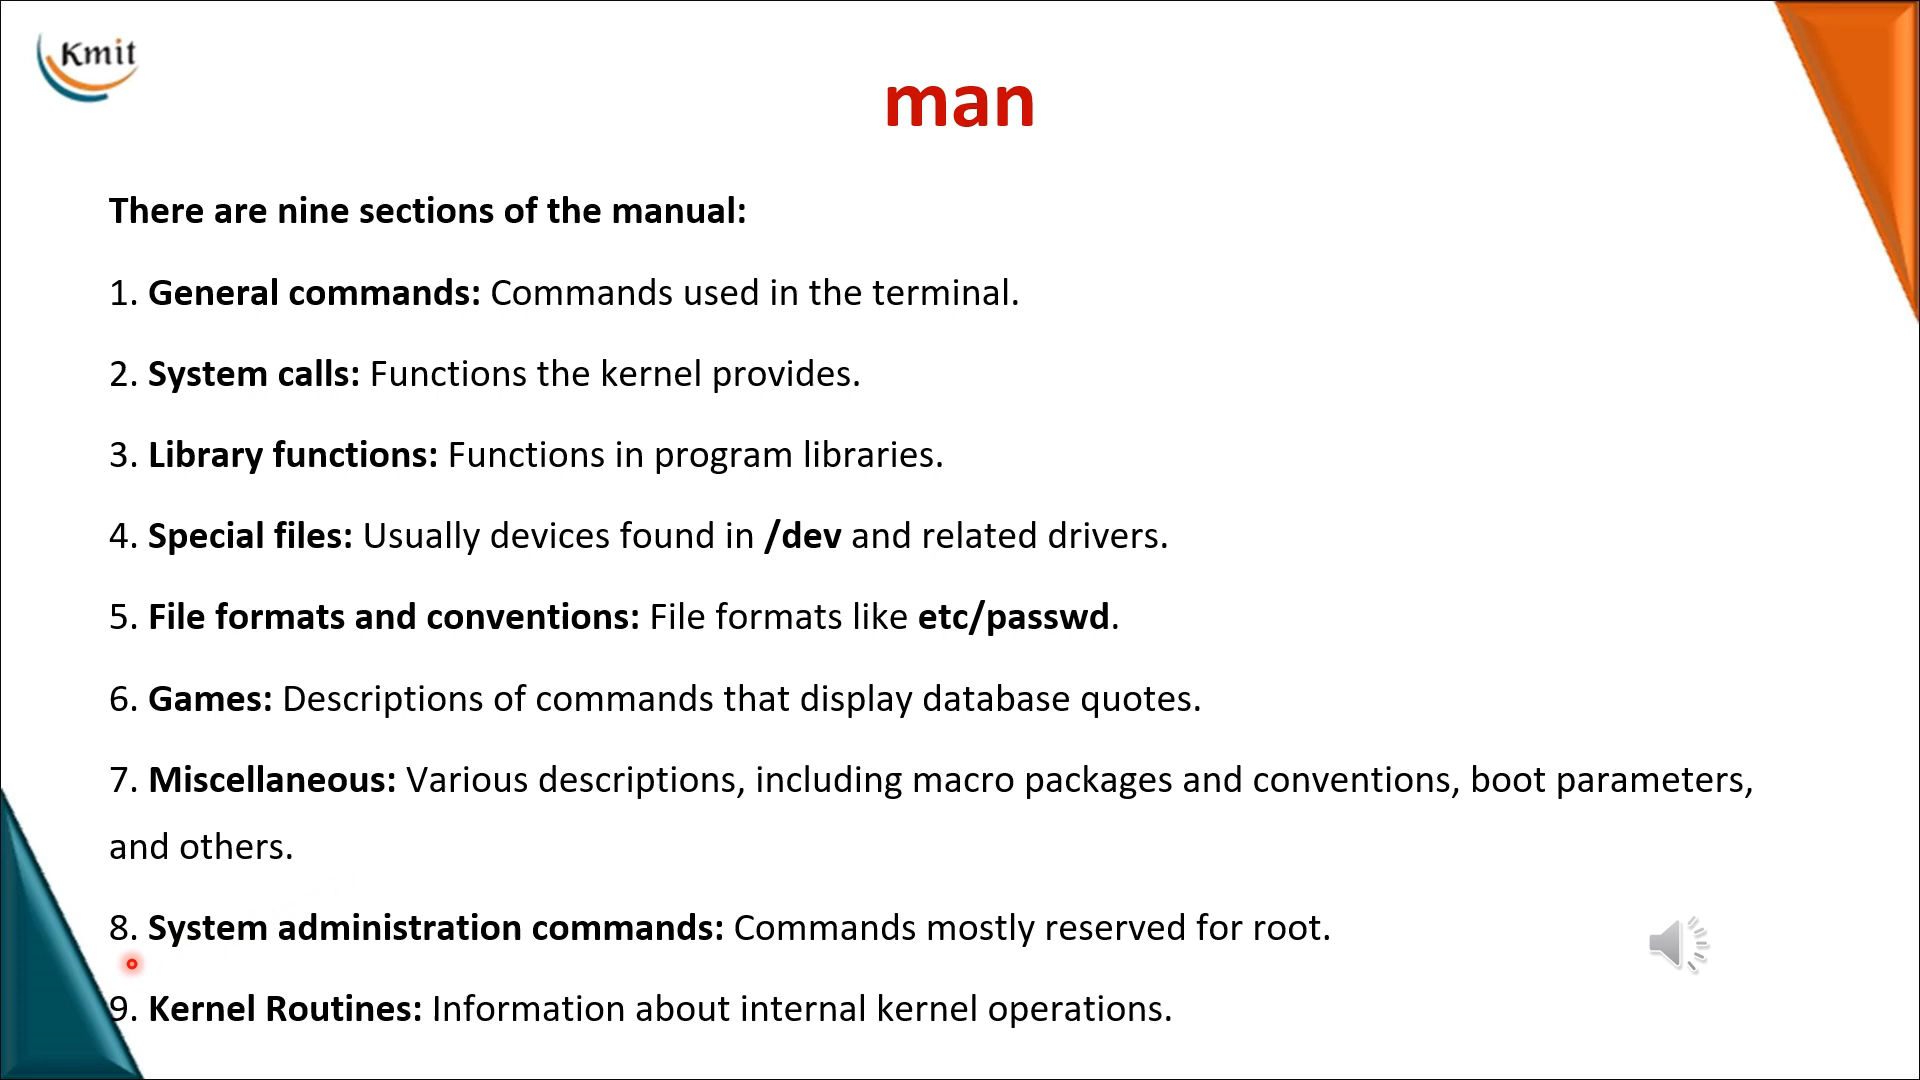 Kmit
man
There are nine sections of the manual:
1. General commands: Commands used in the terminal.
2. System calls: Functions the kernel provides.
3. Library functions: Functions in program libraries.
4. Special files: Usually devices found in /dev and related drivers.
5. File formats and conventions: File formats like etc/passwd.
6. Games: Descriptions of commands that display database quotes.
7. Miscellaneous: Various descriptions, including macro packages and conventions, boot parameters,
and others.
8. System administration commands: Commands mostly reserved for root.
9. Kernel Routines: Information about internal kernel operations.